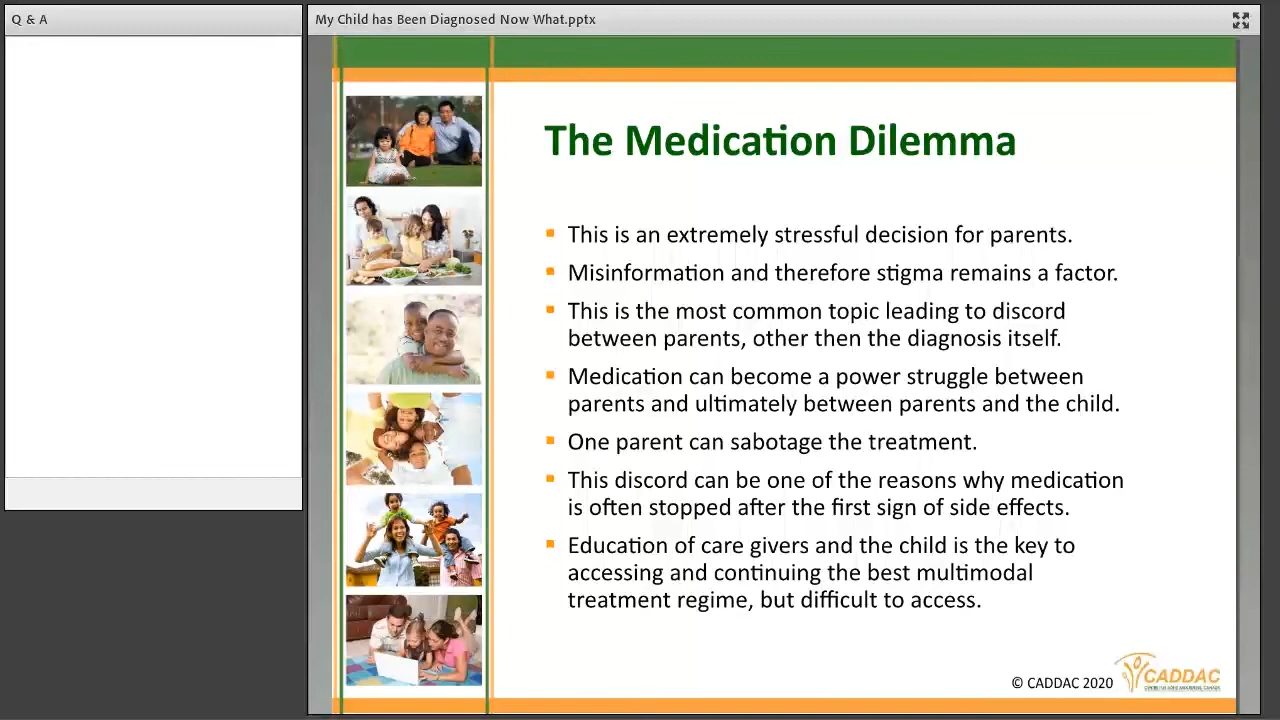 Q & A
My Child has Been Diagnosed Now What.pptx
The Medication Dilemma
This is an extremely stressful decision for parents.
Misinformation and therefore stigma remains a factor.
This is the most common topic leading to discord
between parents, other then the diagnosis itself.
Medication can become a power struggle between
parents and ultimately between parents and the child.
One parent can sabotage the treatment.
This discord can be one of the reasons why medication
is often stopped after the first sign of side effects.
Education of care givers and the child is the key to
accessing and continuing the best multimodal
treatment regime, but difficult to access.
© CADDAC 2020
CADDAC